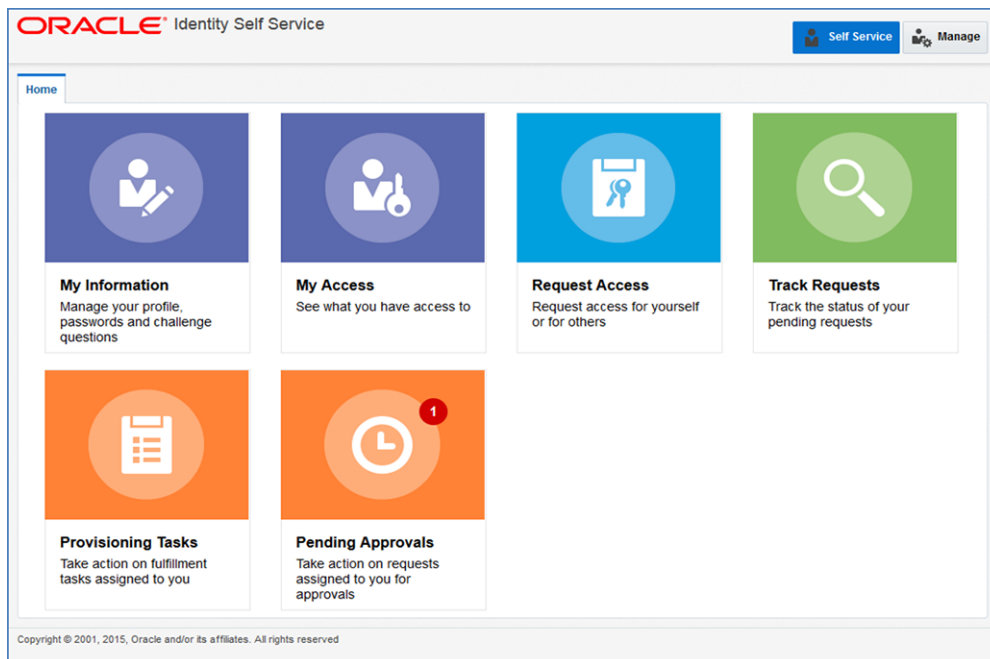 ORACLE® Identity Self Service
Self Service
Manage
Home
My Information
Manage your profile,
passwords and challenge
questions
My Access
See what you have access to
Request Access
Request access for yourself
or for others
Track Requests
Track the status of your
pending requests
1
Provisioning Tasks
Take action on fulfillment
tasks assigned to you
Pending Approvals
Take action on requests
assigned to you for
approvals
Copyright © 2001, 2015, Oracle and/or its affiliates. All rights reserved